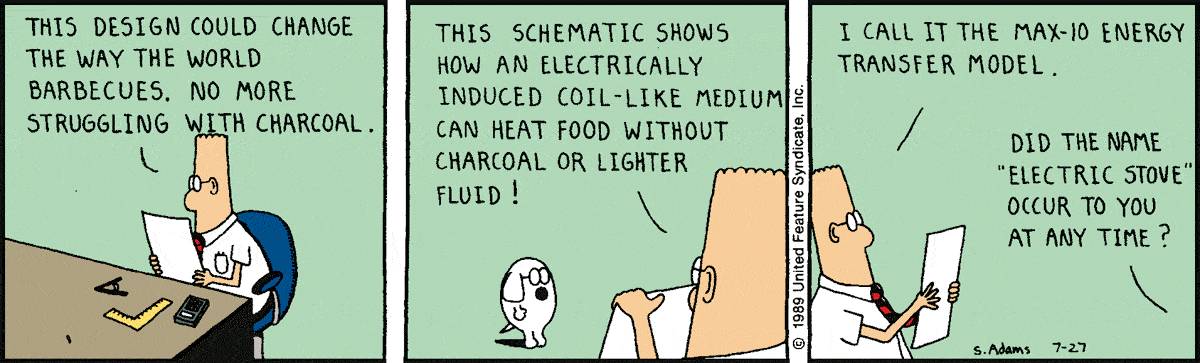 THIS DESIGN COULD CHANGE
THE WAY THE WORLD
BARBECUES. NO MORE
STRUGGLING WITH CHARCOAL.
THIS SCHEMATIC SHOWS
HOW AN ELECTRICALLY
INDUCED COIL-LIKE MEDIUM
CAN HEAT FOOD WITHOUT
CHARCOAL OR LIGHTER
FLUID!
© 1989 United Feature Syndicate, Inc.
I CALL IT THE MAX-10 ENERGY
TRANSFER MODEL.
DID THE NAME
"ELECTRIC STOVE"
OCCUR TO YOU
AT ANY TIME?
S. Adams 7-27